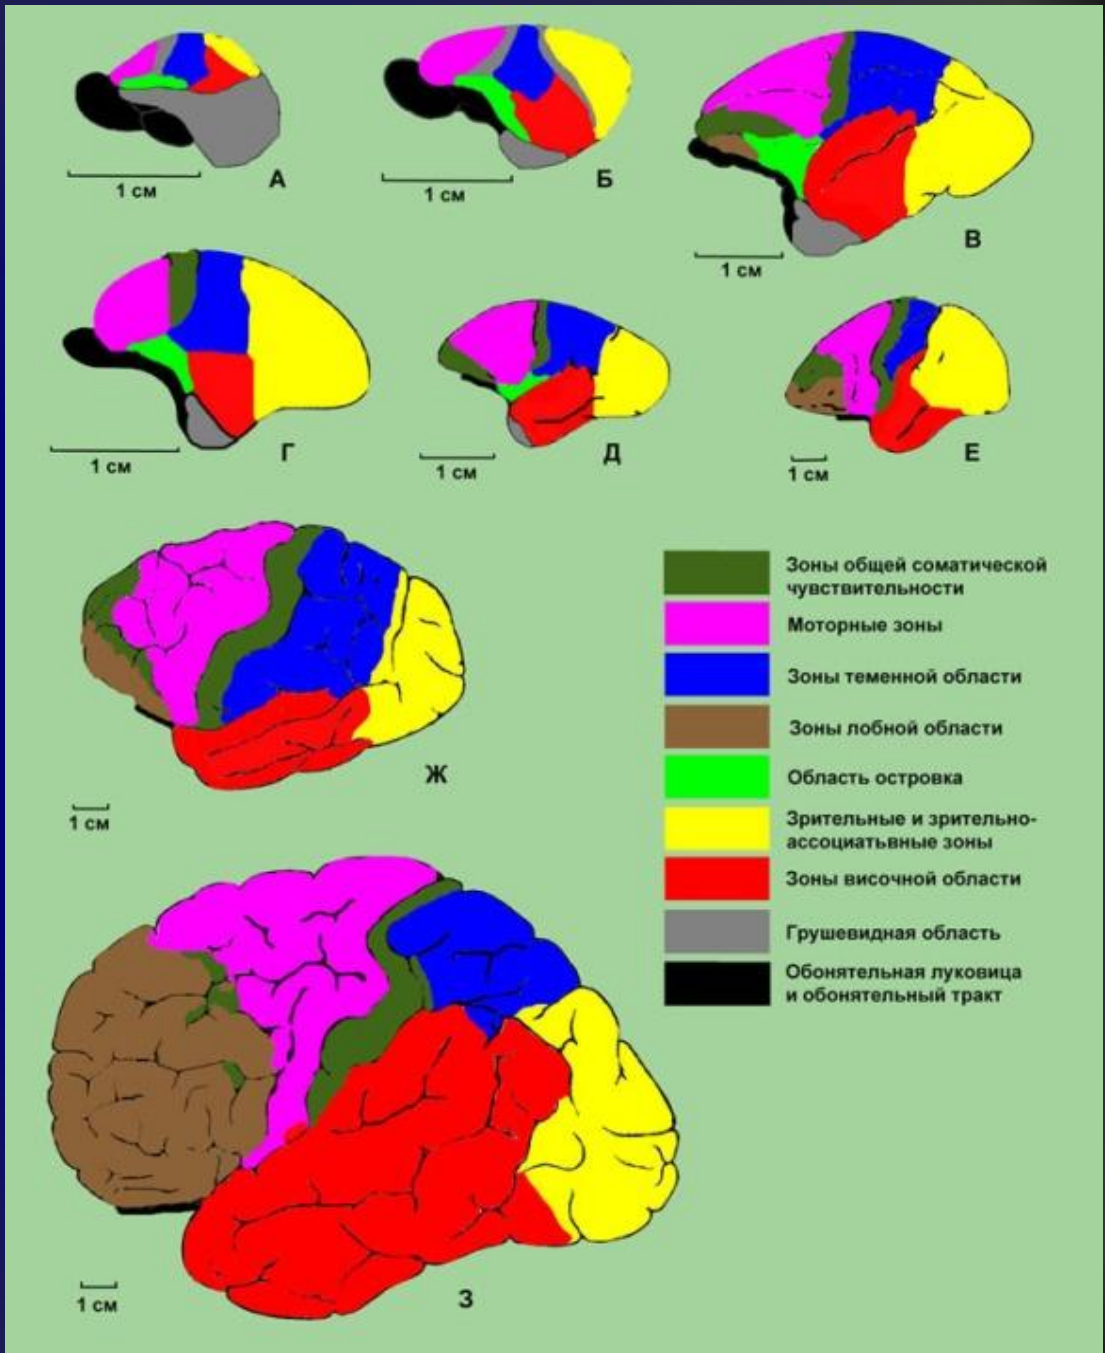 А
1 см
Б
1 см
В
1 см
Г
1 см
Д
1 см
Е
1 см
Зоны общей соматической
чувствительности
Моторные зоны
Зоны теменной области
Зоны лобной области
Область островка
Зрительные и зрительно-
ассоциатьвные зоны
Зоны височной области
Грушевидная область
Обонятельная луковица
и обонятельный тракт
Ж
1 см
З
1 см